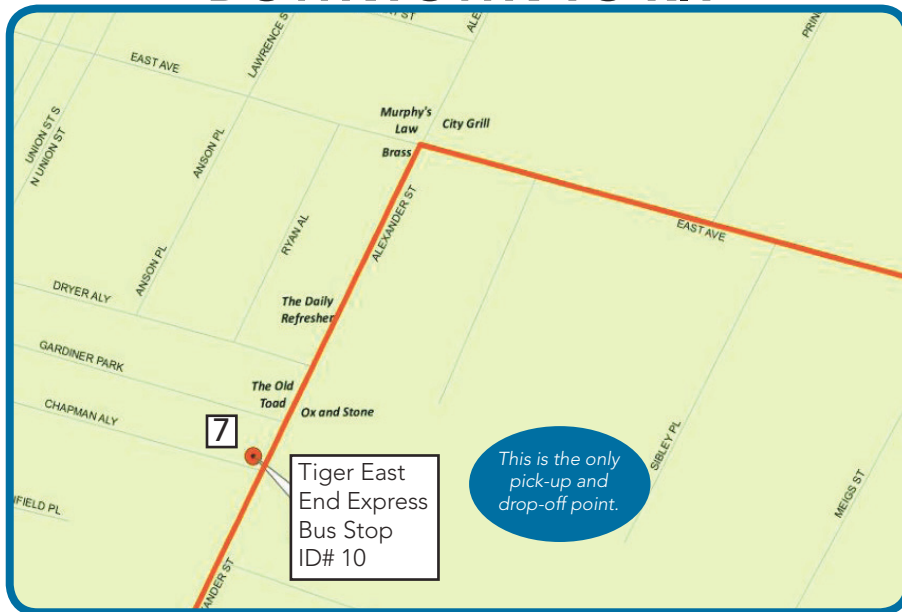 EAST AVE
LAWRENCE S
UNION ST S
N UNION ST
ANSON PL
Murphy's
Law
City Grill
Brass
ALEXANDER ST
RYAN AL
EAST AVE
ANSON PL
DRYER ALY
The Daily
Refresher
GARDINER PARK
The Old
Toad
Ox and Stone
CHAPMAN ALY
7
Tiger East
End Express
Bus Stop
ID# 10
This is the only
pick-up and
drop-off point.
SIBLEY PL
MEIGS ST
IFIELD PL
ANDER ST